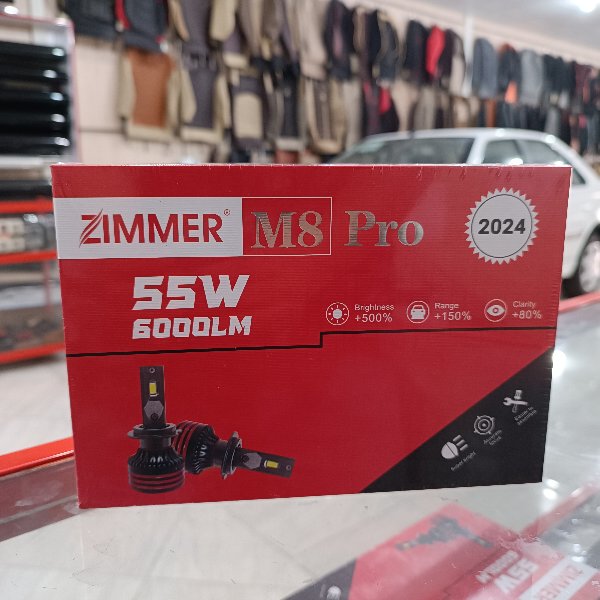 ZIMMER®
M8 Pro
2024
55W
6000LM
Brightness
+500%
Range
+150%
Clarity
+80%